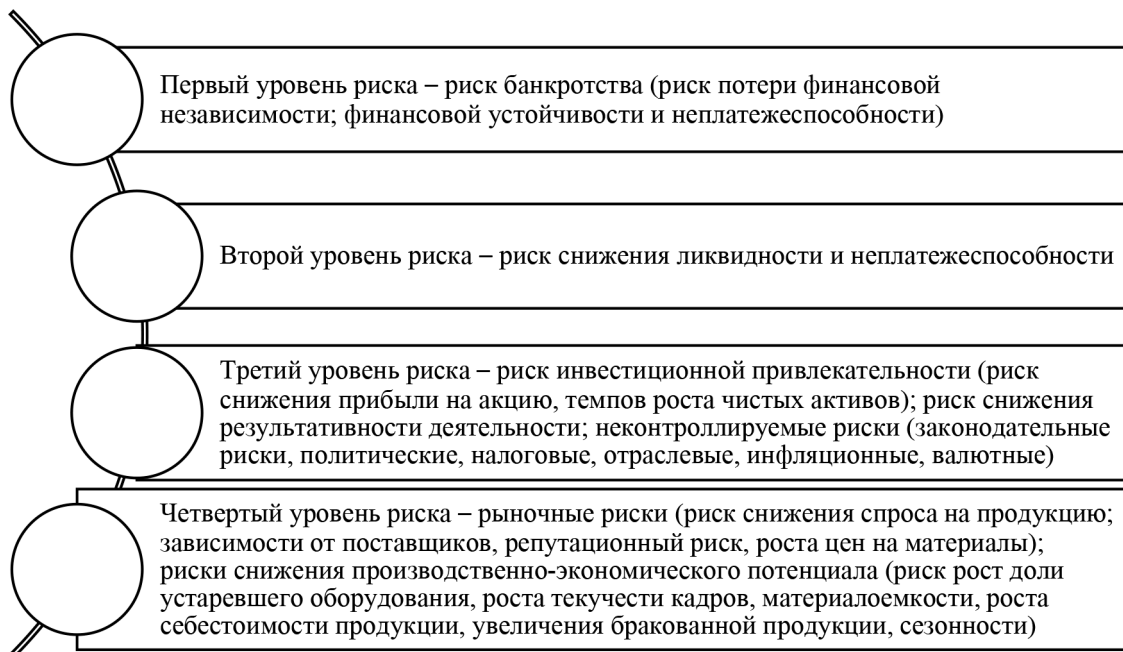 Первый уровень риска – риск банкротства (риск потери финансовой
независимости; финансовой устойчивости и неплатежеспособности)
Второй уровень риска – риск снижения ликвидности и неплатежеспособности
Третий уровень риска – риск инвестиционной привлекательности (риск
снижения прибыли на акцию, темпов роста чистых активов); риск снижения
результативности деятельности; неконтроллируемые риски (законодательные
риски, политические, налоговые, отраслевые, инфляционные, валютные)
Четвертый уровень риска – рыночные риски (риск снижения спроса на продукцию;
зависимости от поставщиков, репутационный риск, роста цен на материалы);
риски снижения производственно-экономического потенциала (риск рост доли
устаревшего оборудования, роста текучести кадров, материалоемкости, роста
себестоимости продукции, увеличения бракованной продукции, сезонности)